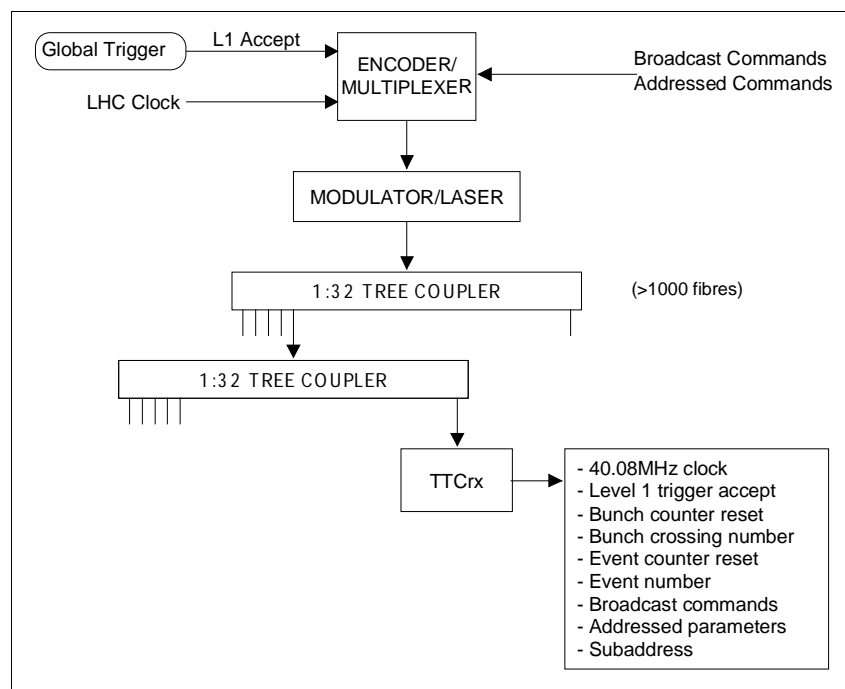 Global Trigger
L1 Accept
LHC Clock
ENCODER/
MULTIPLEXER
Broadcast Commands
Addressed Commands
MODULATOR/LASER
1:32 TREE COUPLER
(>1000 fibres)
1:32 TREE COUPLER
TTCrx
- 40.08MHz clock
- Level 1 trigger accept
- Bunch counter reset
- Bunch crossing number
- Event counter reset
- Event number
- Broadcast commands
- Addressed parameters
- Subaddress